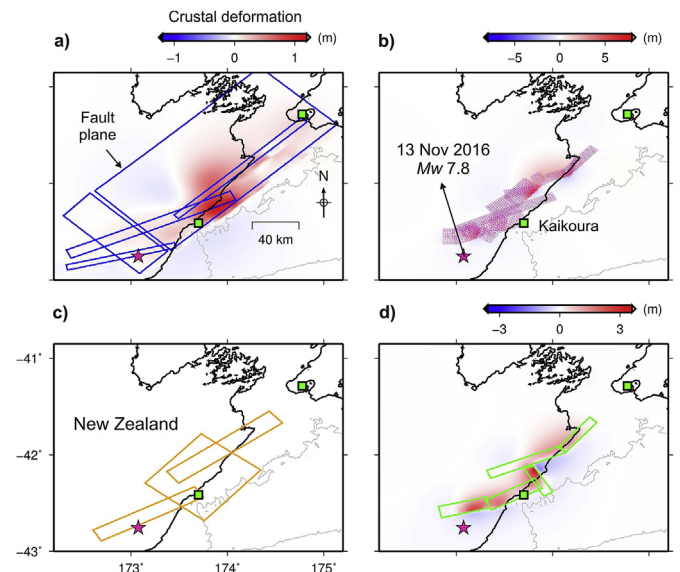 Crustal deformation
a)
(m)
−1 0 1
Fault
plane
N
40 km
b)
(m)
−5 0 5
13 Nov 2016
Mw 7.8
Kaikoura
c)
−41˚
−42˚
−43˚
New Zealand
173˚ 174˚ 175˚
d)
(m)
−3 0 3